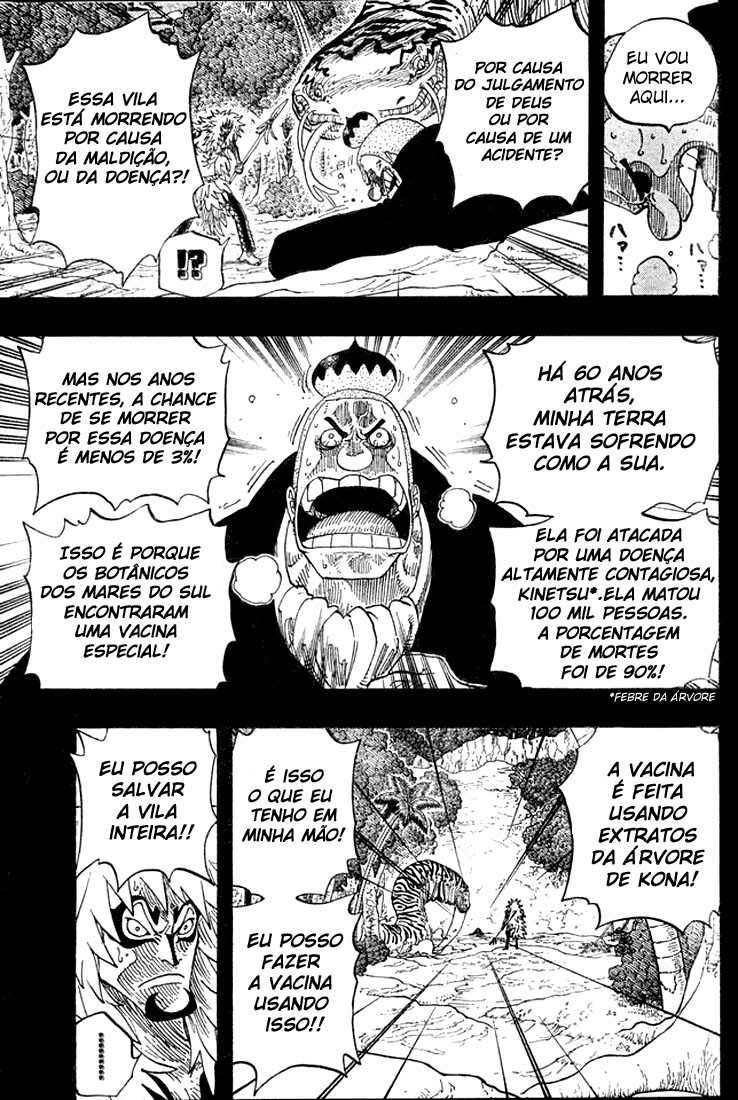 EU VOU
MORRER
AQUI...
ハ?...
ハ?...
POR CAUSA
DO JULGAMENTO
DE DEUS
OU POR
CAUSA DE UM
ACIDENTE?
ESSA VILA
ESTÁ MORRENDO
POR CAUSA
DA MALDIÇÃO,
OU DA DOENÇA?!
!?
HÁ 60 ANOS
ATRÁS,
MINHA TERRA
ESTAVA SOFRENDO
COMO A SUA.
ELA FOI ATACADA
POR UMA DOENÇA
ALTAMENTE CONTAGIOSA,
KINETSU*.ELA MATOU
100 MIL PESSOAS.
A PORCENTAGEM
DE MORTES
FOI DE 90%!
*FEBRE DA ÁRVORE
MAS NOS ANOS
RECENTES, A CHANCE
DE SE MORRER
POR ESSA DOENÇA
É MENOS DE 3%!
ISSO É PORQUE
OS BOTÂNICOS
DOS MARES DO SUL
ENCONTRARAM
UMA VACINA
ESPECIAL!
A VACINA
É FEITA
USANDO
EXTRATOS
DA ÁRVORE
DE KONA!
É ISSO
O QUE EU
TENHO EM
MINHA MÃO!
EU POSSO
FAZER
A VACINA
USANDO
ISSO!!
EU POSSO
SALVAR
A VILA
INTEIRA!!
.........